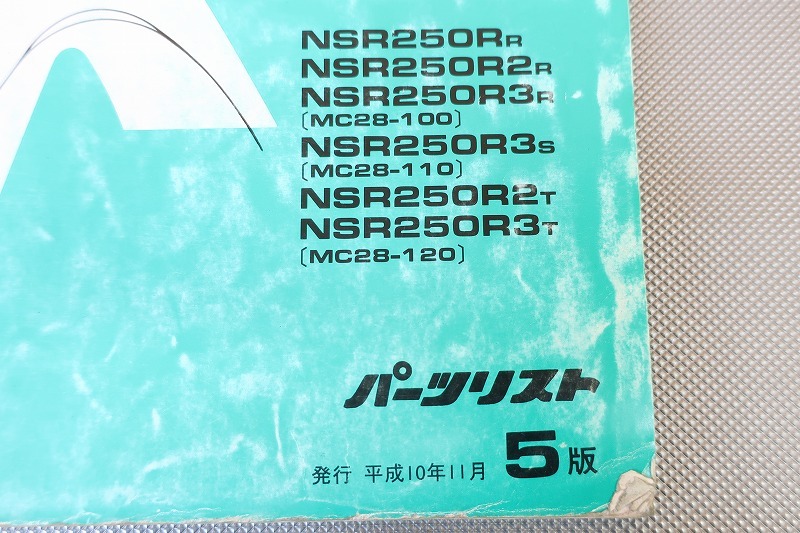 NSR250RR
NSR250R2R
NSR250R3R
〔MC28-100〕
NSR250R3S
〔MC28-110〕
NSR250R2T
NSR250R3T
〔MC28-120〕
パーツリスト
発行 平成10年11月 5版